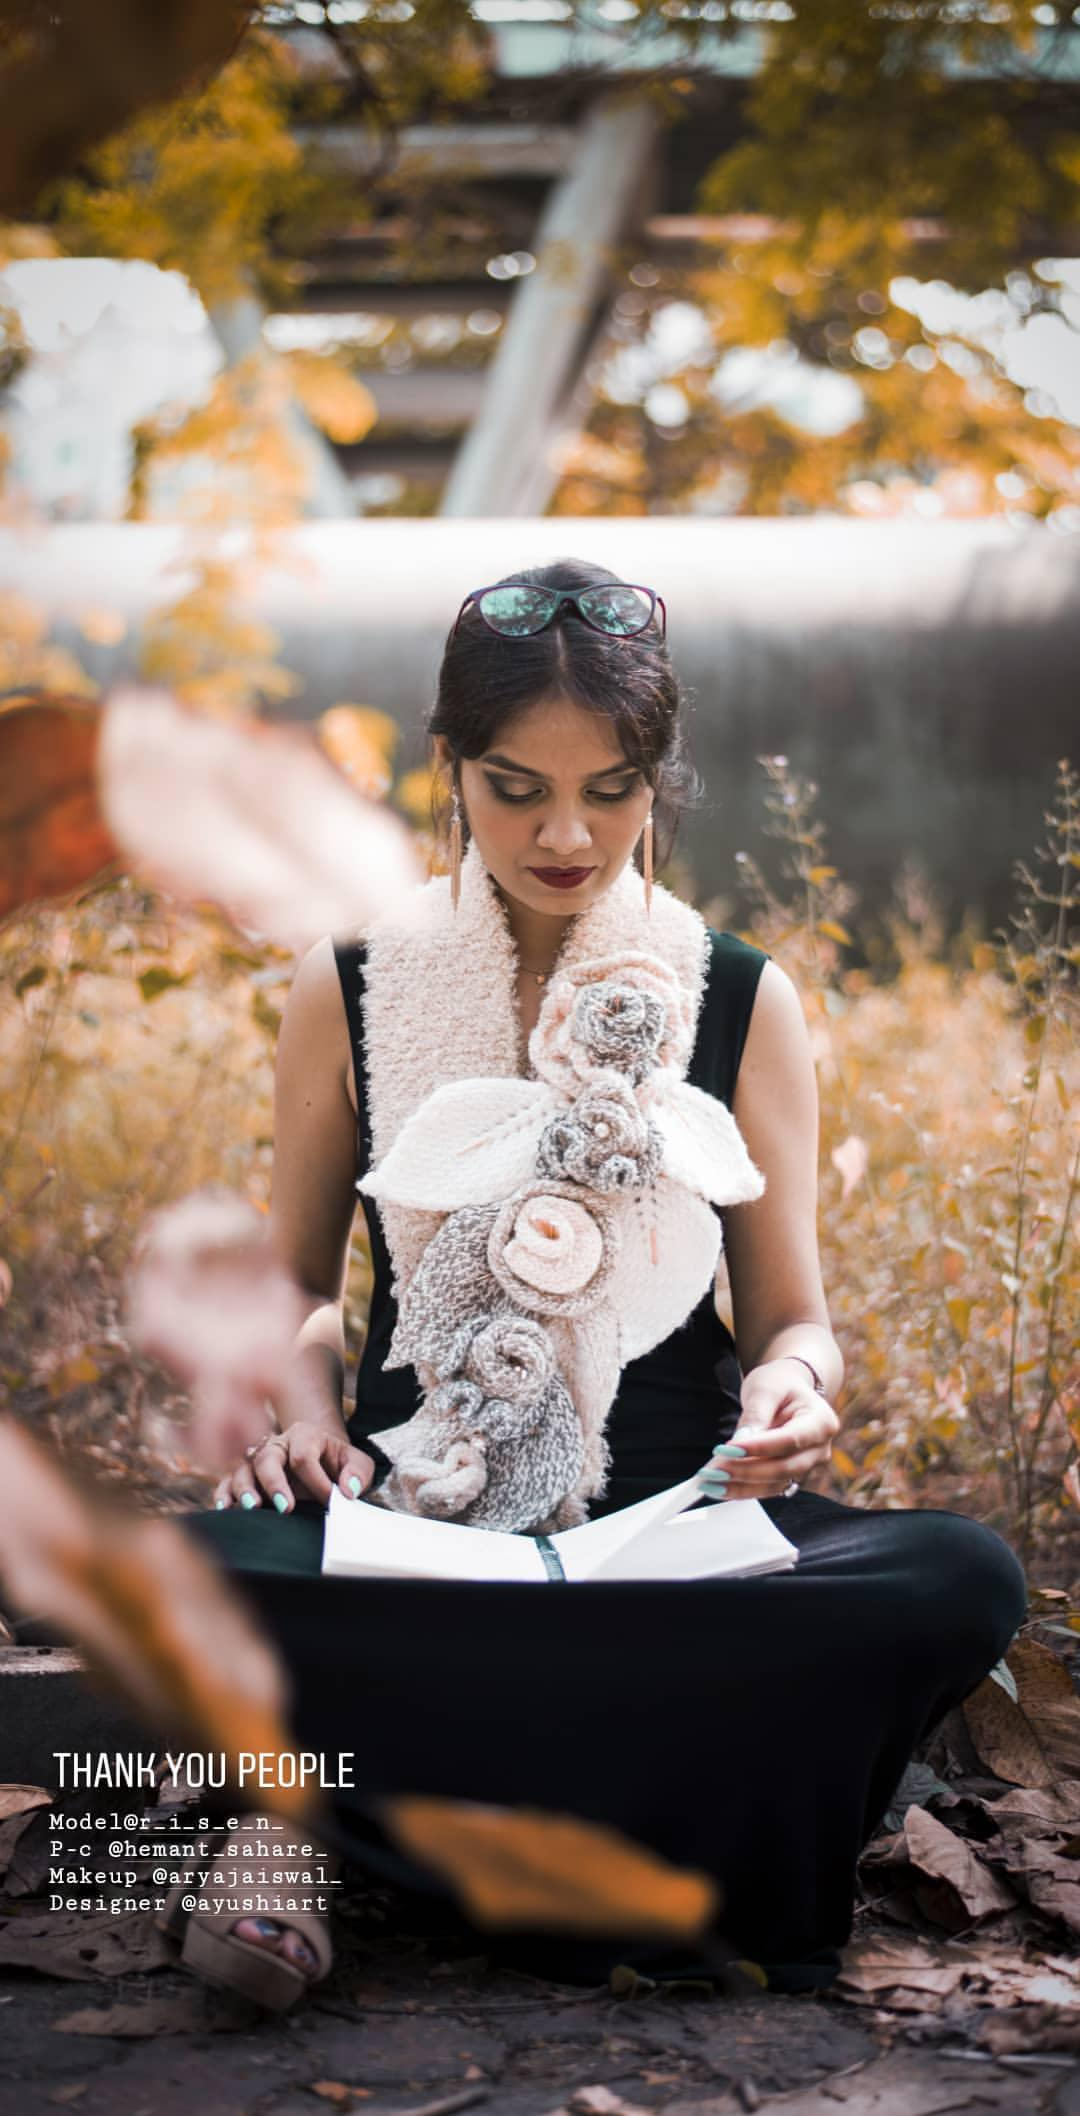 THANK YOU PEOPLE
Model@r_i_s_e_n_
P-c @hemant_sahare_
Makeup @aryajaiswal_
Designer @ayushiart